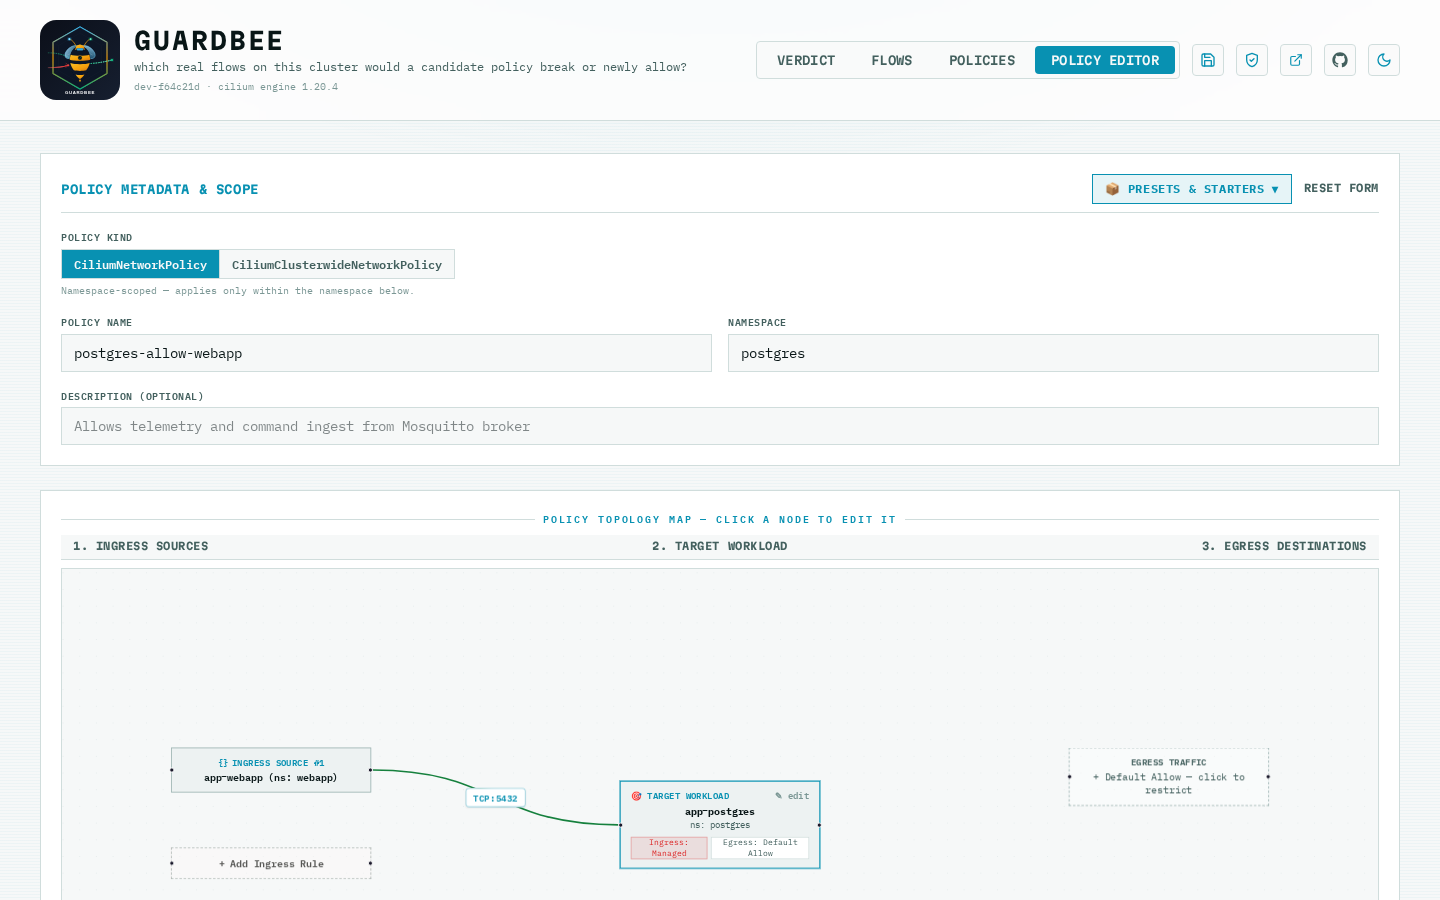 GUARDBEE
GUARDBEE
which real flows on this cluster would a candidate policy break or newly allow?
dev-f64c21d · cilium engine 1.20.4
VERDICT FLOWS POLICIES POLICY EDITOR
POLICY METADATA & SCOPE
📦 PRESETS & STARTERS ▼ RESET FORM
POLICY KIND
CiliumNetworkPolicy CiliumClusterwideNetworkPolicy
Namespace-scoped — applies only within the namespace below.
POLICY NAME NAMESPACE
postgres-allow-webapp postgres
DESCRIPTION (OPTIONAL)
Allows telemetry and command ingest from Mosquitto broker
POLICY TOPOLOGY MAP — CLICK A NODE TO EDIT IT
1. INGRESS SOURCES 2. TARGET WORKLOAD 3. EGRESS DESTINATIONS
{} INGRESS SOURCE #1
app=webapp (ns: webapp)
TCP:5432
🎯 TARGET WORKLOAD ✎ edit
app=postgres
ns: postgres
Ingress: Managed
Egress: Default Allow
EGRESS TRAFFIC
+ Default Allow — click to
restrict
+ Add Ingress Rule